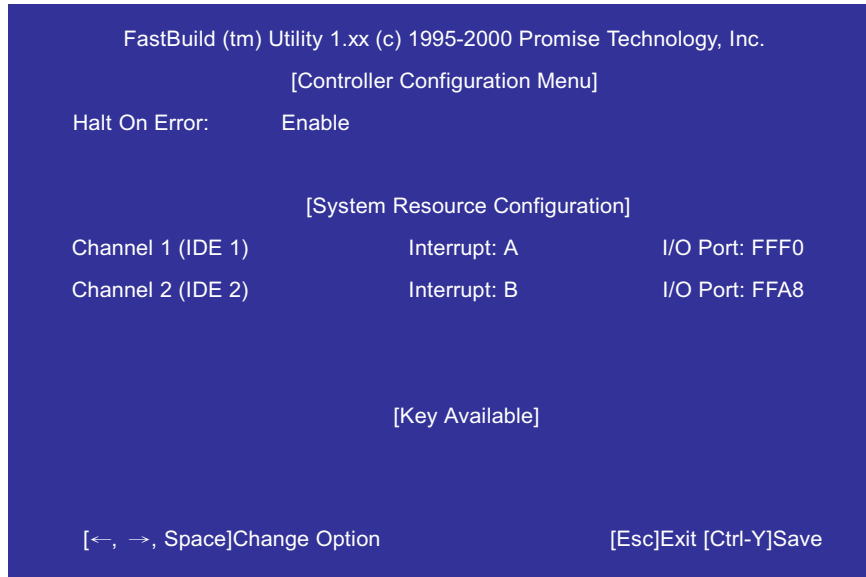 FastBuild (tm) Utility 1.xx (c) 1995-2000 Promise Technology, Inc.
[Controller Configuration Menu]
Halt On Error: Enable
[System Resource Configuration]
Channel 1 (IDE 1) Interrupt: A I/O Port: FFF0
Channel 2 (IDE 2) Interrupt: B I/O Port: FFA8
[Key Available]
[←, →, Space]Change Option [Esc]Exit [Ctrl-Y]Save